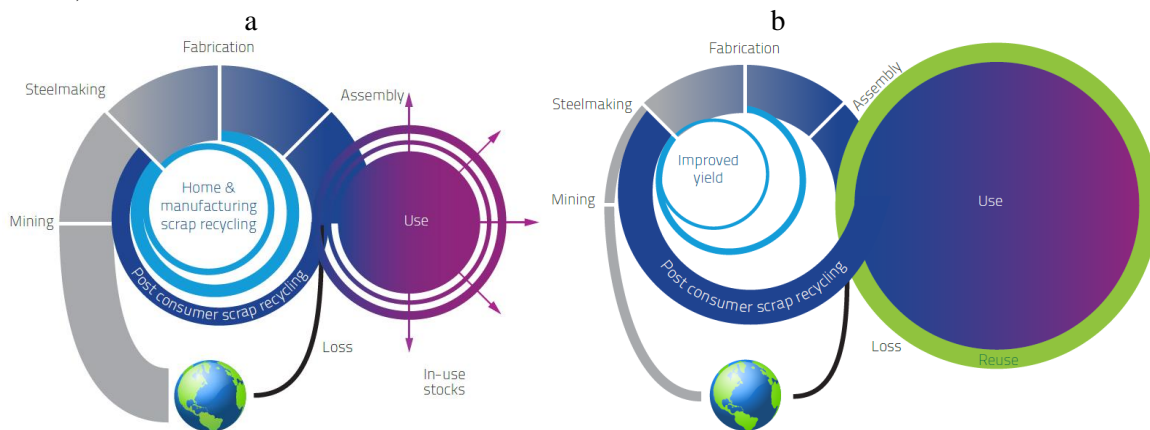 a
Fabrication
Steelmaking
Assembly
Home &
manufacturing
scrap recycling
Mining
Use
Post consumer scrap recycling
Loss
In-use
stocks
b
Fabrication
Steelmaking
Assembly
Improved
yield
Mining
Use
Post consumer scrap recycling
Loss
Reuse